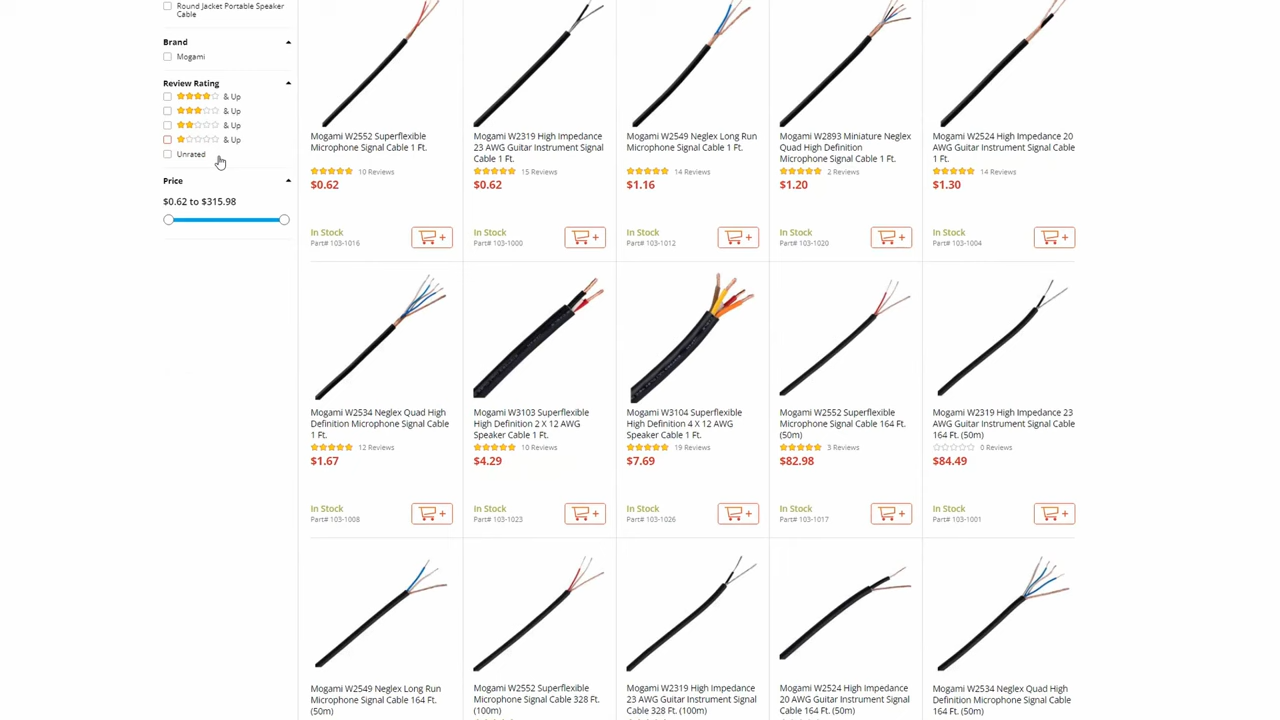 Round Jacket Portable Speaker
Cable
Brand
Mogami
Review Rating
& Up
& Up
& Up
& Up
Unrated
Price
$0.62 to $315.98
Mogami W2552 Superflexible
Microphone Signal Cable 1 Ft.
10 Reviews
$0.62
In Stock
Part# 103-1016
+
Mogami W2319 High Impedance
23 AWG Guitar Instrument Signal
Cable 1 Ft.
15 Reviews
$0.62
In Stock
Part# 103-1000
+
Mogami W2549 Neglex Long Run
Microphone Signal Cable 1 Ft.
14 Reviews
$1.16
In Stock
Part# 103-1012
+
Mogami W2893 Miniature Neglex
Quad High Definition
Microphone Signal Cable 1 Ft.
2 Reviews
$1.20
In Stock
Part# 103-1020
+
Mogami W2524 High Impedance 20
AWG Guitar Instrument Signal Cable
1 Ft.
14 Reviews
$1.30
In Stock
Part# 103-1004
+
Mogami W2534 Neglex Quad High
Definition Microphone Signal Cable
1 Ft.
12 Reviews
$1.67
In Stock
Part# 103-1008
+
Mogami W3103 Superflexible
High Definition 2 X 12 AWG
Speaker Cable 1 Ft.
10 Reviews
$4.29
In Stock
Part# 103-1023
+
Mogami W3104 Superflexible
High Definition 4 X 12 AWG
Speaker Cable 1 Ft.
19 Reviews
$7.69
In Stock
Part# 103-1026
+
Mogami W2552 Superflexible
Microphone Signal Cable 164 Ft.
(50m)
3 Reviews
$82.98
In Stock
Part# 103-1017
+
Mogami W2319 High Impedance 23
AWG Guitar Instrument Signal Cable
164 Ft. (50m)
0 Reviews
$84.49
In Stock
Part# 103-1001
+
Mogami W2549 Neglex Long Run
Microphone Signal Cable 164 Ft.
(50m)
Mogami W2552 Superflexible
Microphone Signal Cable 328 Ft.
(100m)
Mogami W2319 High Impedance
23 AWG Guitar Instrument Signal
Cable 328 Ft. (100m)
Mogami W2524 High Impedance
20 AWG Guitar Instrument Signal
Cable 164 Ft. (50m)
Mogami W2534 Neglex Quad High
Definition Microphone Signal Cable
164 Ft. (50m)